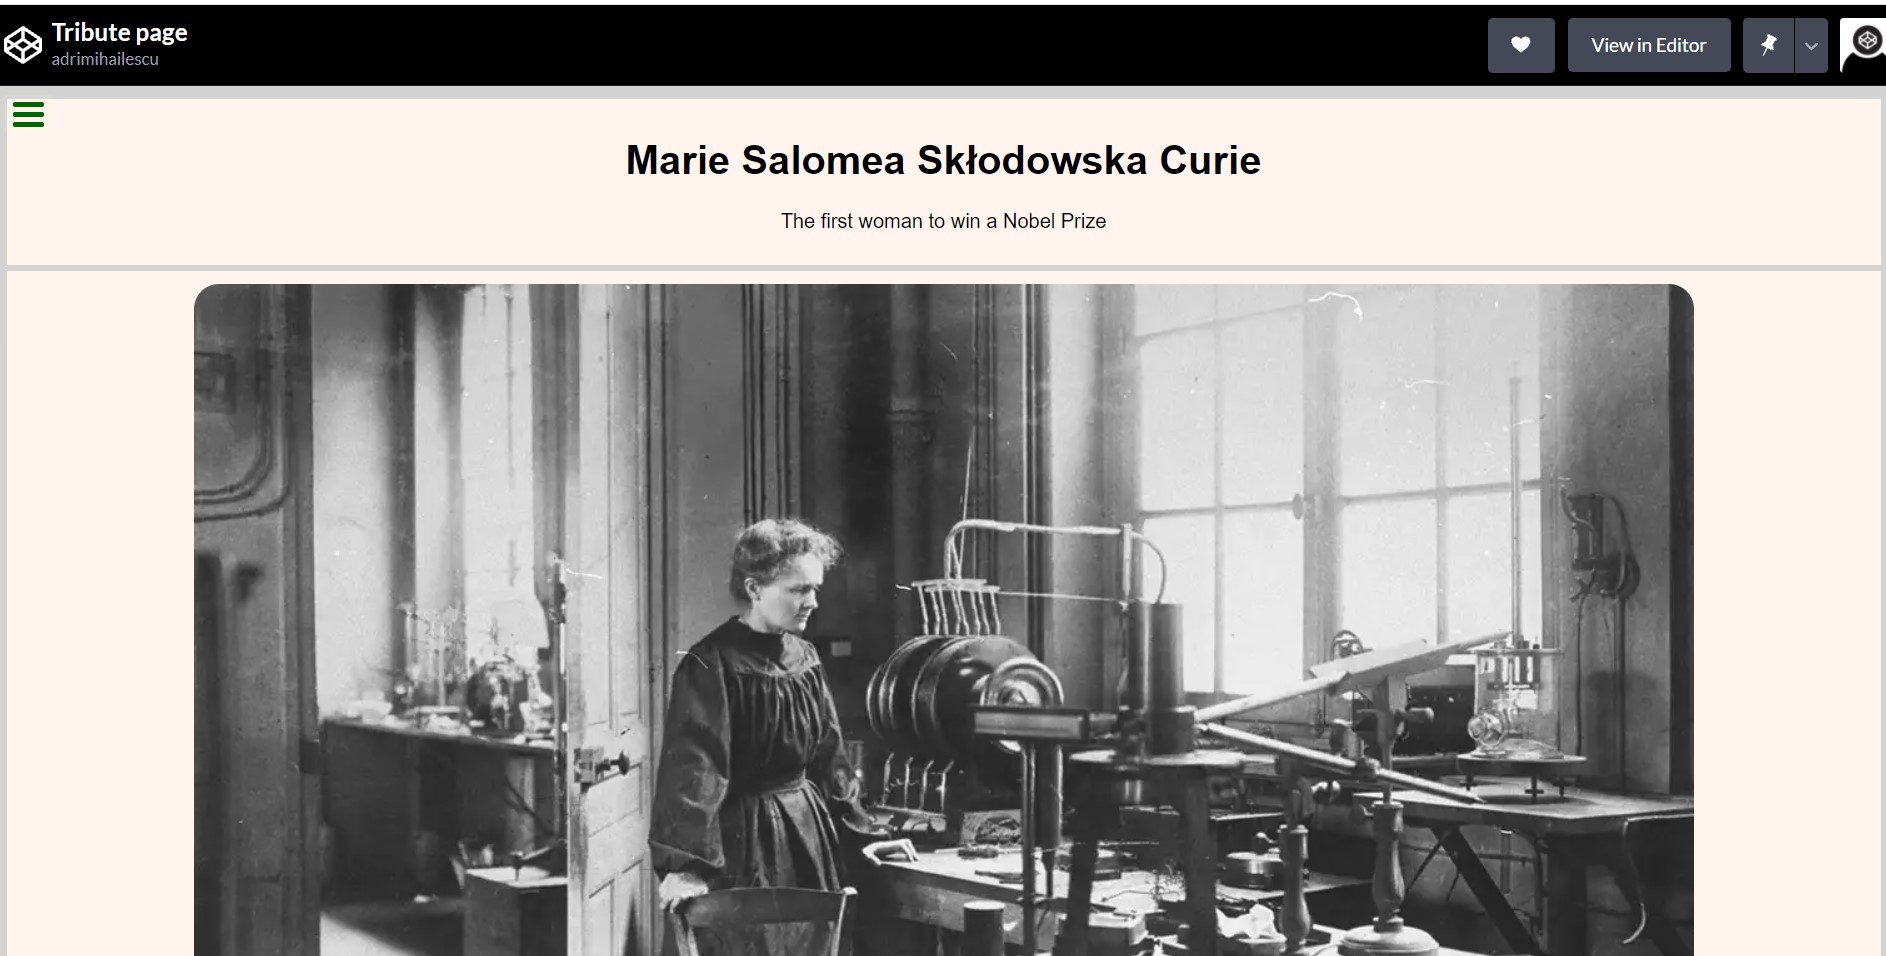 Tribute page
adrimihailescu
View in Editor
Marie Salomea Skłodowska Curie
The first woman to win a Nobel Prize